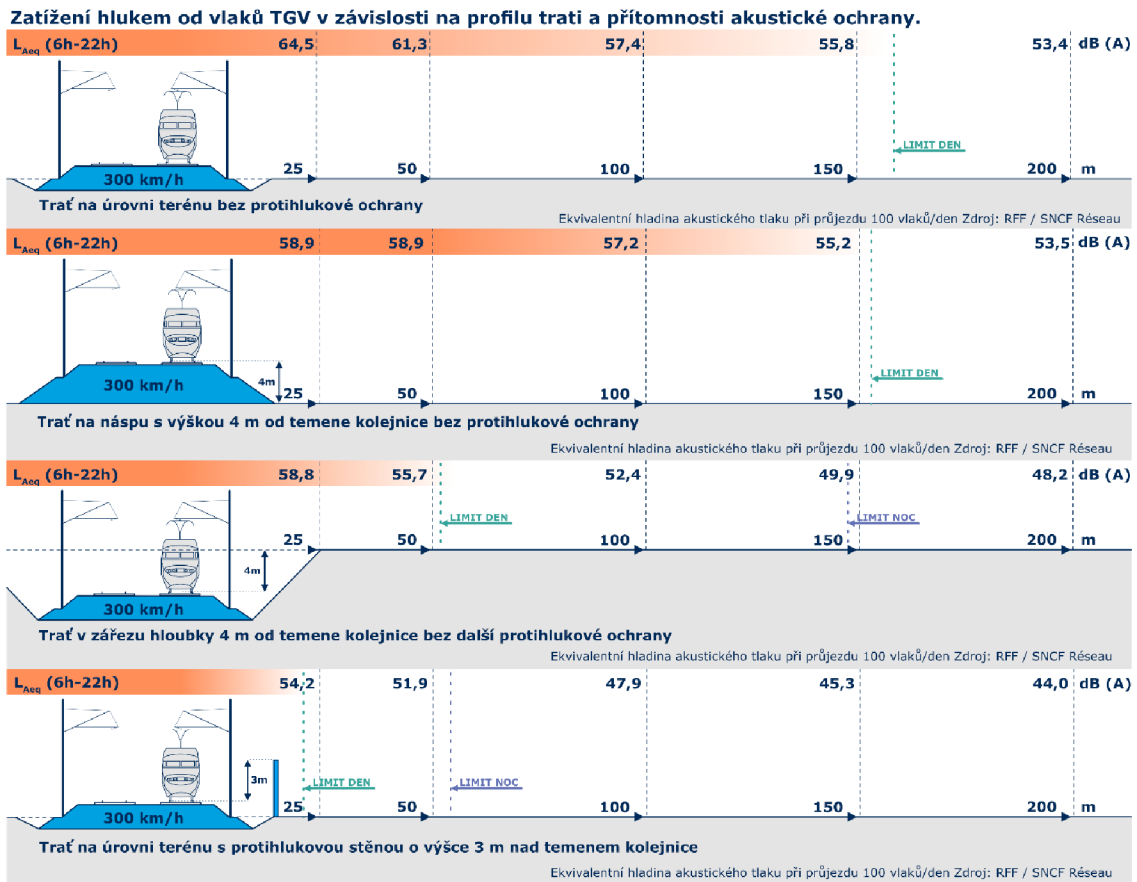 Zatížení hlukem od vlaků TGV v závislosti na profilu trati a přítomnosti akustické ochrany.
LAeq (6h-22h) 64,5 61,3 57,4 55,8 53,4 dB (A)
LIMIT DEN
25 50 100 150 200 m
300 km/h
Trať na úrovni terénu bez protihlukové ochrany
Ekvivalentní hladina akustického tlaku při průjezdu 100 vlaků/den Zdroj: RFF / SNCF Réseau
LAeq (6h-22h) 58,9 58,9 57,2 55,2 53,5 dB (A)
LIMIT DEN
300 km/h 4m
25 50 100 150 200 m
Trať na náspu s výškou 4 m od temene kolejnice bez protihlukové ochrany
Ekvivalentní hladina akustického tlaku při průjezdu 100 vlaků/den Zdroj: RFF / SNCF Réseau
LAeq (6h-22h) 58,8 55,7 52,4 49,9 48,2 dB (A)
LIMIT DEN LIMIT NOC
25 50 100 150 200 m
4m
300 km/h
Trať v zářezu hloubky 4 m od temene kolejnice bez další protihlukové ochrany
Ekvivalentní hladina akustického tlaku při průjezdu 100 vlaků/den Zdroj: RFF / SNCF Réseau
LAeq (6h-22h) 54,2 51,9 47,9 45,3 44,0 dB (A)
3m LIMIT DEN LIMIT NOC
25 50 100 150 200 m
300 km/h
Trať na úrovni terénu s protihlukovou stěnou o výšce 3 m nad temenem kolejnice
Ekvivalentní hladina akustického tlaku při průjezdu 100 vlaků/den Zdroj: RFF / SNCF Réseau